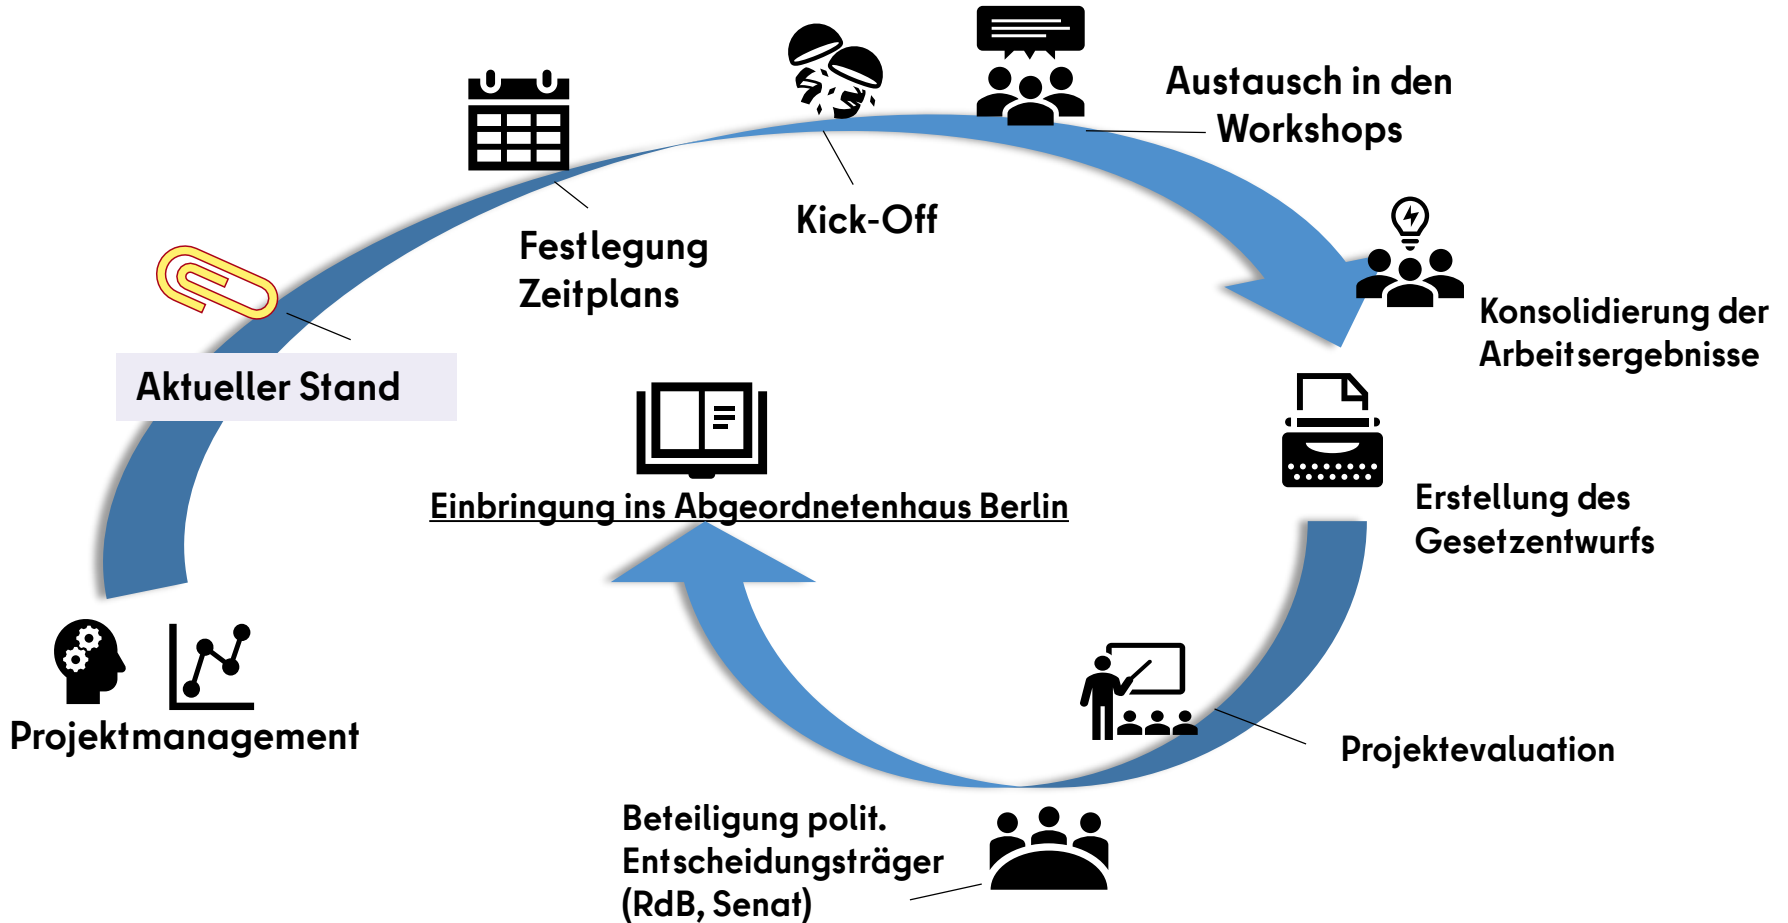 Austausch in den
Workshops
Kick-Off
Festlegung
Zeitplans
Konsolidierung der
Arbeitsergebnisse
Aktueller Stand
Einbringung ins Abgeordnetenhaus Berlin
Erstellung des
Gesetzentwurfs
Projektmanagement
Projektevaluation
Beteiligung polit.
Entscheidungsträger
(RdB, Senat)